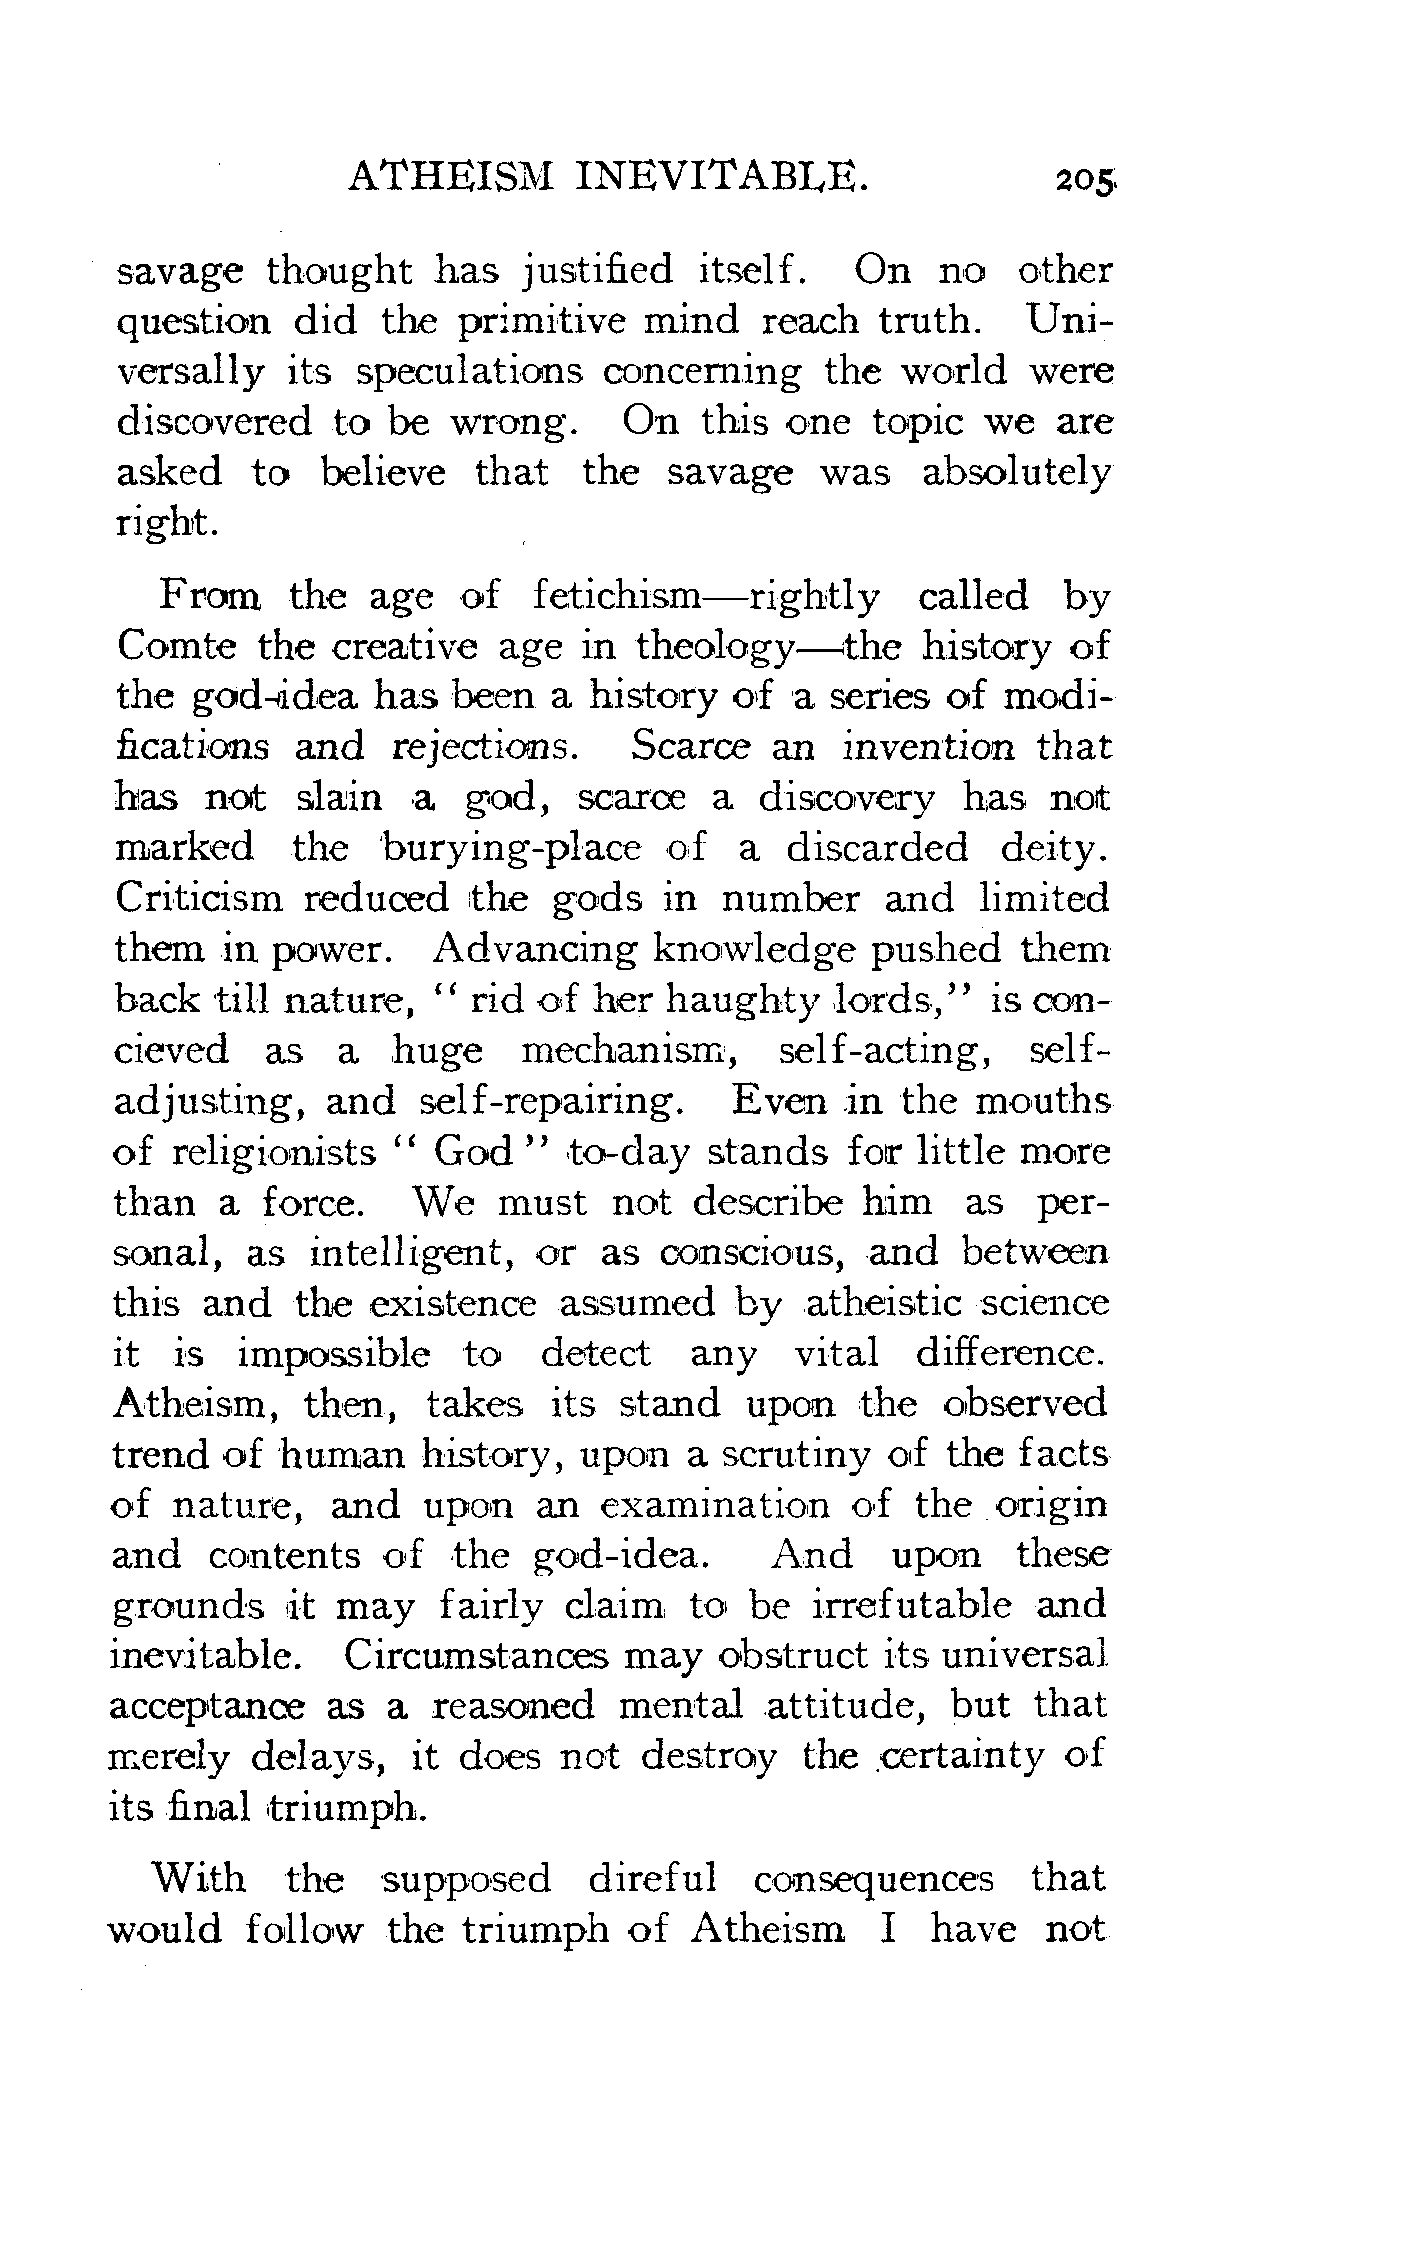 ATHEISM INEVITABLE. 205
savage thought has justified itself. On no other
question did the primitive mind reach truth. Uni-
versally its speculations concerning the world were
discovered to be wrong. On this one topic we are
asked to believe that the savage was absolutely
right.
From the age of fetichism—rightly called by
Comte the creative age in theology—the history of
the god-idea has been a history of a series of modi-
fications and rejections. Scarce an invention that
has not slain a god, scarce a discovery has not
marked the burying-place of a discarded deity.
Criticism reduced the gods in number and limited
them in power. Advancing knowledge pushed them
back till nature, “ rid of her haughty lords,” is con-
cieved as a huge mechanism, self-acting, self-
adjusting, and self-repairing. Even in the mouths
of religionists “ God ” to-day stands for little more
than a force. We must not describe him as per-
sonal, as intelligent, or as conscious, and between
this and the existence assumed by atheistic science
it is impossible to detect any vital difference.
Atheism, then, takes its stand upon the observed
trend of human history, upon a scrutiny of the facts
of nature, and upon an examination of the origin
and contents of the god-idea. And upon these
grounds it may fairly claim to be irrefutable and
inevitable. Circumstances may obstruct its universal
acceptance as a reasoned mental attitude, but that
merely delays, it does not destroy the certainty of
its final triumph.
With the supposed direful consequences that
would follow the triumph of Atheism I have not